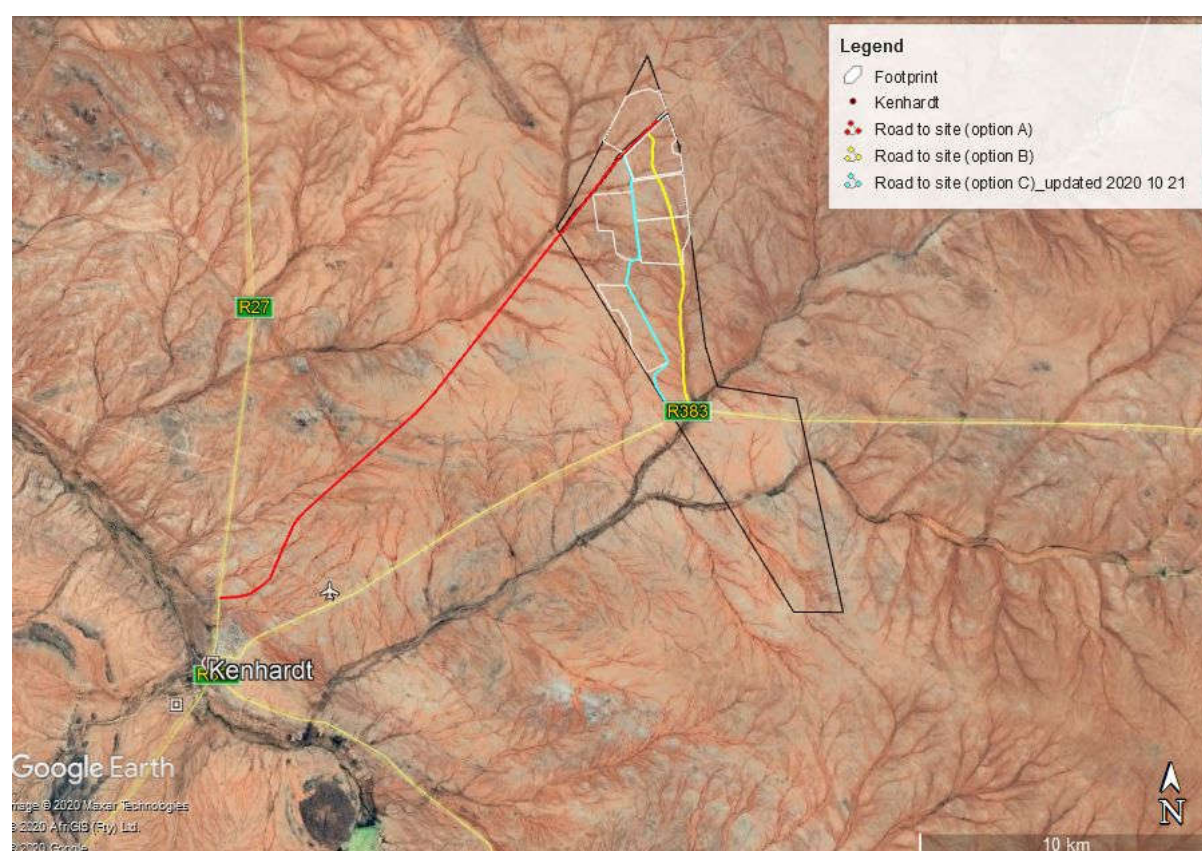 Legend
Footprint
Kenhardt
Road to site (option A)
Road to site (option B)
Road to site (option C)_updated 2020 10 21
R27
R383
Kenhardt
Google Earth
Image © 2020 Maxar Technologies
© 2020 AfriGIS (Pty) Ltd.
© 2020 Google
N
10 km